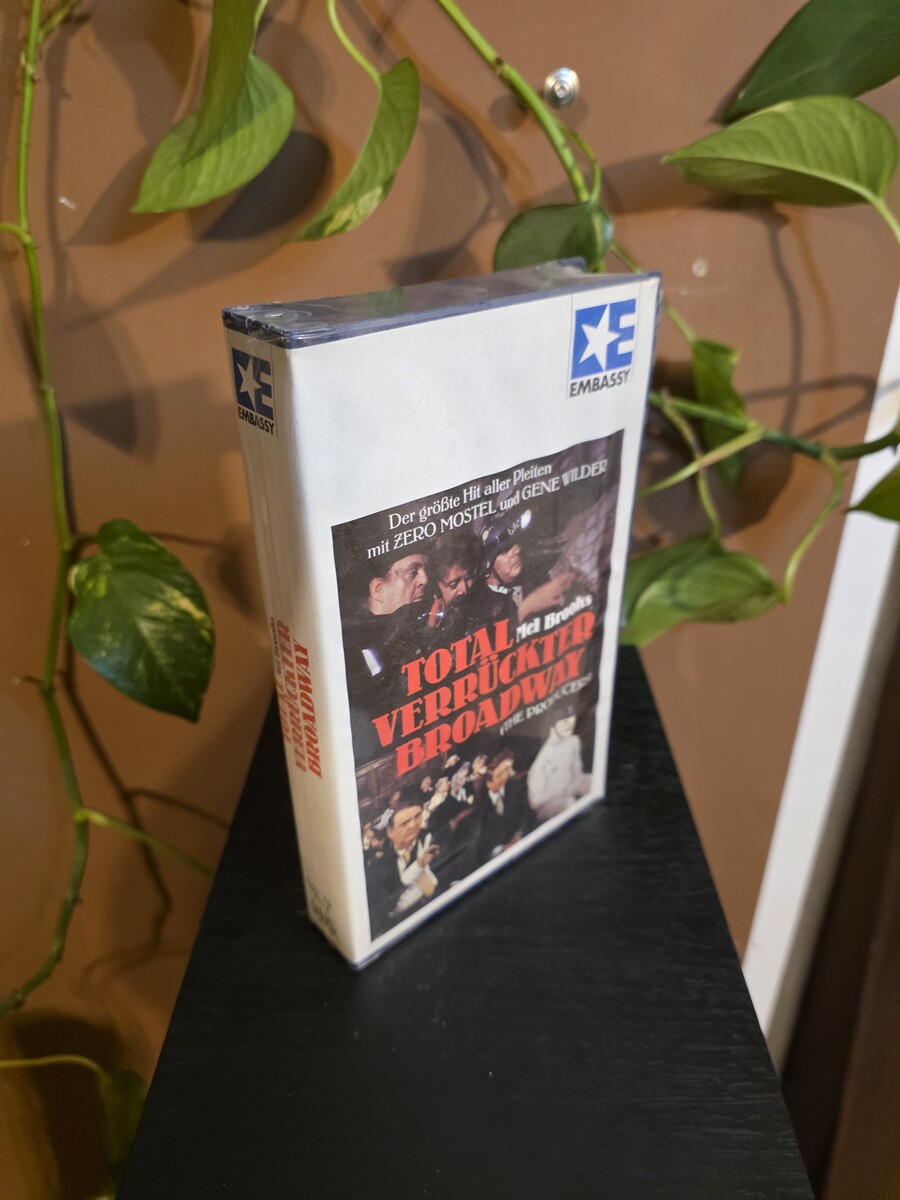 EMBASSY
EMBASSY
Der größte Hit aller Pleiten
mit ZERO MOSTEL und GENE WILDER
Mel Brooks
TOTAL
VERRÜCKTER
BROADWAY
(THE PRODUCERS)
VERRÜCKTER
BROADWAY